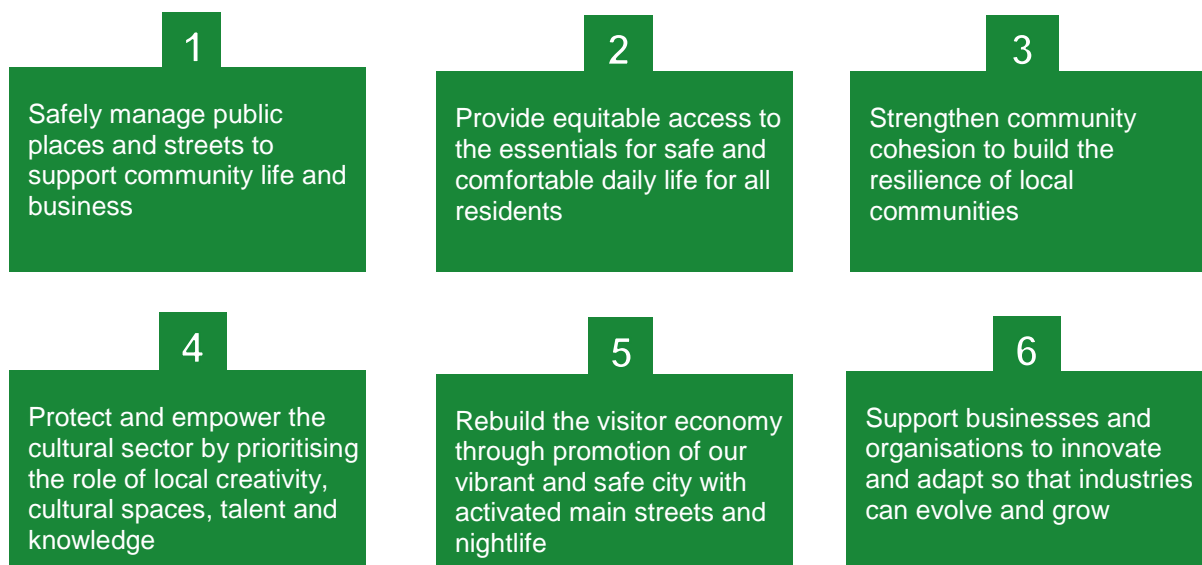 1
Safely manage public
places and streets to
support community life and
business
2
Provide equitable access to
the essentials for safe and
comfortable daily life for all
residents
3
Strengthen community
cohesion to build the
resilience of local
communities
4
Protect and empower the
cultural sector by prioritising
the role of local creativity,
cultural spaces, talent and
knowledge
5
Rebuild the visitor economy
through promotion of our
vibrant and safe city with
activated main streets and
nightlife
6
Support businesses and
organisations to innovate
and adapt so that industries
can evolve and grow